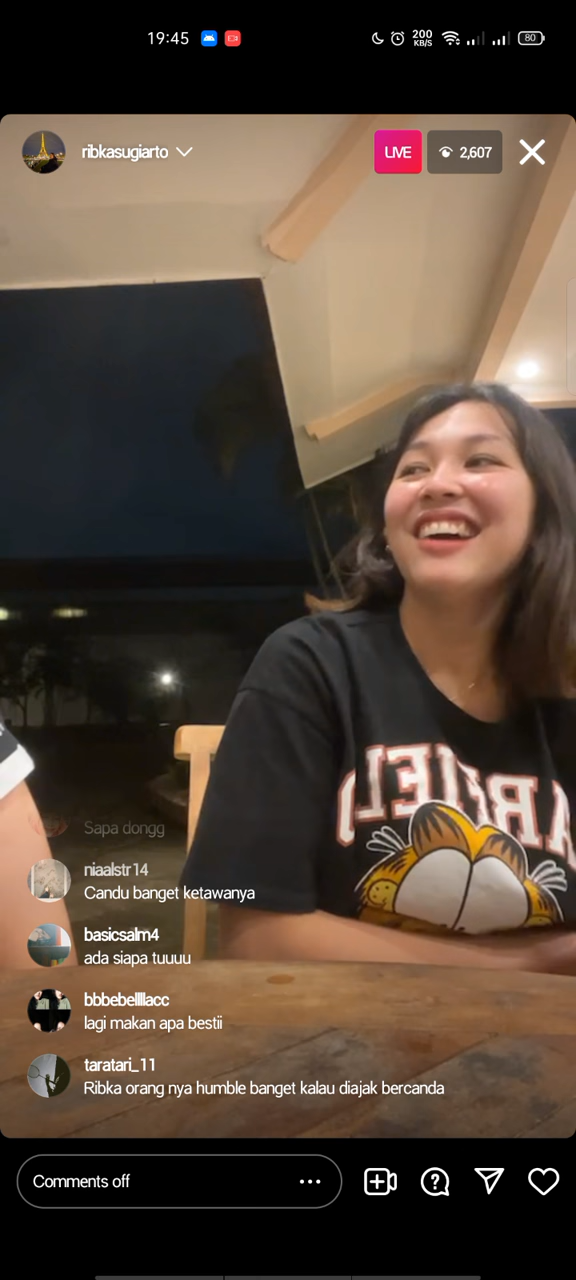 19:45
200
KB/S
80
ribkasugiarto
LIVE
2,607
GARFIELD
Sapa dongg
niaalstr14
Candu banget ketawanya
basicsalm4
ada siapa tuuuu
bbbebellllacc
lagi makan apa bestii
taratari_11
Ribka orang nya humble banget kalau diajak bercanda
Comments off